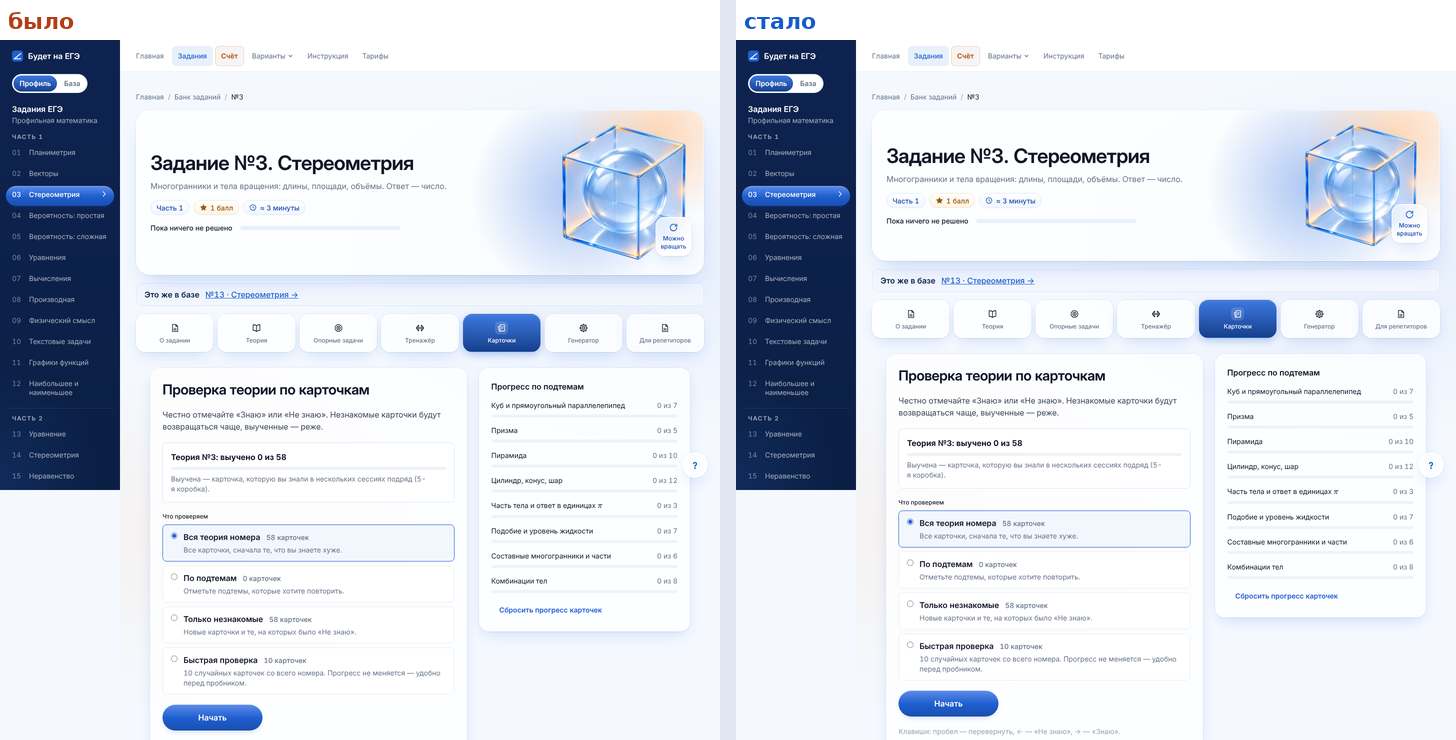 было
Будет на ЕГЭ
Профиль База
Задания ЕГЭ
Профильная математика
ЧАСТЬ 1
01 Планиметрия
02 Векторы
03 Стереометрия
04 Вероятность: простая
05 Вероятность: сложная
06 Уравнения
07 Вычисления
08 Производная
09 Физический смысл
10 Текстовые задачи
11 Графики функций
12 Наибольшее и
наименьшее
ЧАСТЬ 2
13 Уравнение
14 Стереометрия
15 Неравенство
Главная Задания Счёт Варианты Инструкция Тарифы
Главная / Банк заданий / №3
Задание №3. Стереометрия
Многогранники и тела вращения: длины, площади, объёмы. Ответ — число.
Часть 1 1 балл ≈ 3 минуты
Пока ничего не решено
Можно
вращать
Это же в базе №13 · Стереометрия →
О задании Теория Опорные задачи Тренажёр Карточки Генератор Для репетиторов
Проверка теории по карточкам
Честно отмечайте «Знаю» или «Не знаю». Незнакомые карточки будут
возвращаться чаще, выученные — реже.
Теория №3: выучено 0 из 58
Выучена — карточка, которую вы знали в нескольких сессиях подряд (5-
я коробка).
Что проверяем
Вся теория номера 58 карточек
Все карточки, сначала те, что вы знаете хуже.
По подтемам 0 карточек
Отметьте подтемы, которые хотите повторить.
Только незнакомые 58 карточек
Новые карточки и те, на которых было «Не знаю».
Быстрая проверка 10 карточек
10 случайных карточек со всего номера. Прогресс не меняется — удобно
перед пробником.
Начать
Прогресс по подтемам
Куб и прямоугольный параллелепипед 0 из 7
Призма 0 из 5
Пирамида 0 из 10
Цилиндр, конус, шар 0 из 12
Часть тела и ответ в единицах π 0 из 3
Подобие и уровень жидкости 0 из 7
Составные многогранники и части 0 из 6
Комбинации тел 0 из 8
Сбросить прогресс карточек
?
стало
Будет на ЕГЭ
Профиль База
Задания ЕГЭ
Профильная математика
ЧАСТЬ 1
01 Планиметрия
02 Векторы
03 Стереометрия
04 Вероятность: простая
05 Вероятность: сложная
06 Уравнения
07 Вычисления
08 Производная
09 Физический смысл
10 Текстовые задачи
11 Графики функций
12 Наибольшее и
наименьшее
ЧАСТЬ 2
13 Уравнение
14 Стереометрия
15 Неравенство
Главная Задания Счёт Варианты Инструкция Тарифы
Главная / Банк заданий / №3
Задание №3. Стереометрия
Многогранники и тела вращения: длины, площади, объёмы. Ответ — число.
Часть 1 1 балл ≈ 3 минуты
Пока ничего не решено
Можно
вращать
Это же в базе №13 · Стереометрия →
О задании Теория Опорные задачи Тренажёр Карточки Генератор Для репетиторов
Проверка теории по карточкам
Честно отмечайте «Знаю» или «Не знаю». Незнакомые карточки будут
возвращаться чаще, выученные — реже.
Теория №3: выучено 0 из 58
Выучена — карточка, которую вы знали в нескольких сессиях подряд (5-
я коробка).
Что проверяем
Вся теория номера 58 карточек
Все карточки, сначала те, что вы знаете хуже.
По подтемам 0 карточек
Отметьте подтемы, которые хотите повторить.
Только незнакомые 58 карточек
Новые карточки и те, на которых было «Не знаю».
Быстрая проверка 10 карточек
10 случайных карточек со всего номера. Прогресс не меняется — удобно
перед пробником.
Начать
Клавиши: пробел — перевернуть, ← — «Не знаю», → — «Знаю».
Прогресс по подтемам
Куб и прямоугольный параллелепипед 0 из 7
Призма 0 из 5
Пирамида 0 из 10
Цилиндр, конус, шар 0 из 12
Часть тела и ответ в единицах π 0 из 3
Подобие и уровень жидкости 0 из 7
Составные многогранники и части 0 из 6
Комбинации тел 0 из 8
Сбросить прогресс карточек
?